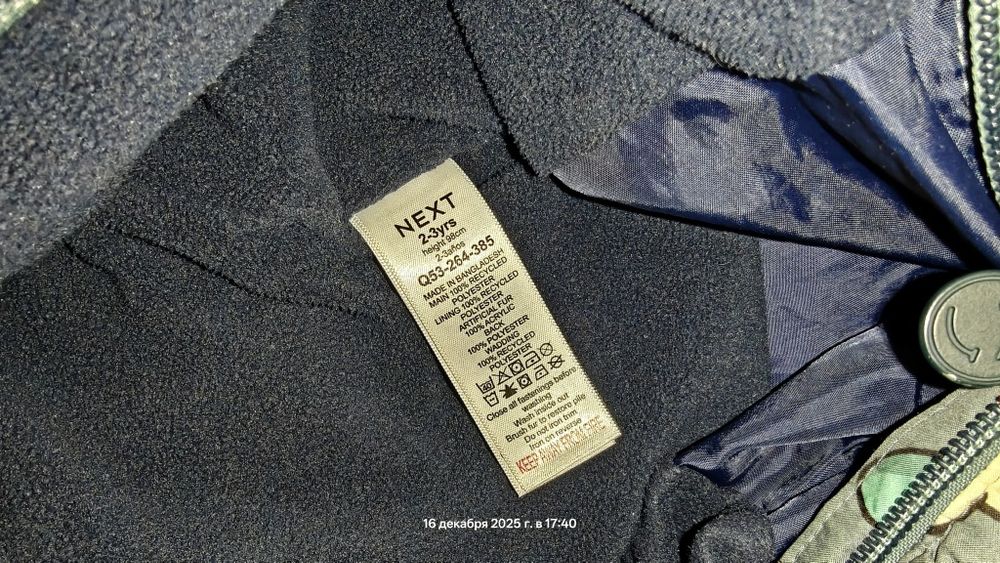 NEXT
2-3yrs
height 98cm
2-3años
Q53-264-385
MADE IN BANGLADESH
MAIN 100% RECYCLED
POLYESTER
LINING 100% RECYCLED
POLYESTER
ARTIFICIAL FUR
100% ACRYLIC
BACK
100% POLYESTER
WADDING
100% RECYCLED
POLYESTER
Close all fastenings before
washing
Wash inside out
Brush fur to restore pile
Do not iron trim
Iron on reverse
KEEP AWAY FROM FIRE
16 декабря 2025 г. в 17:40